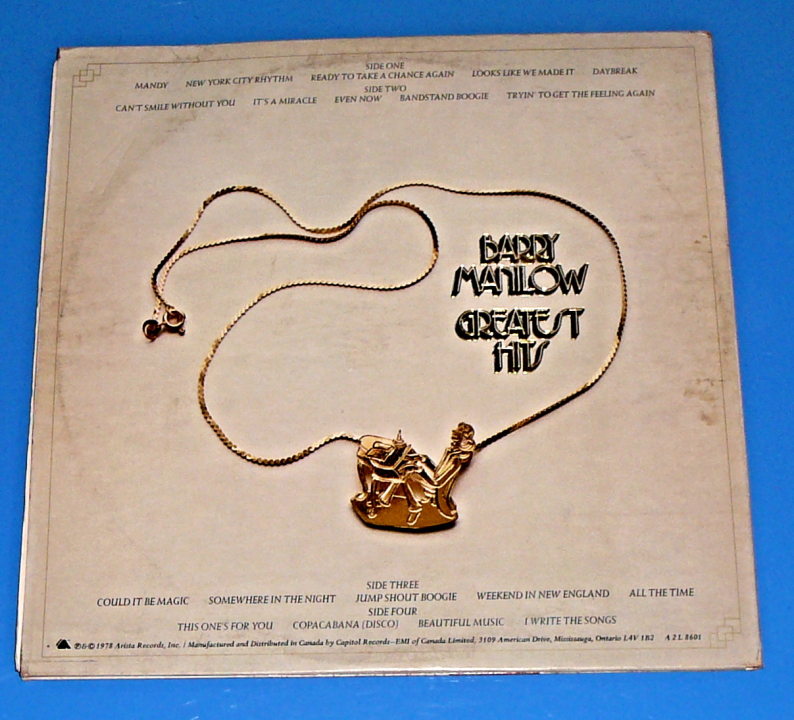 SIDE ONE
MANDY NEW YORK CITY RHYTHM READY TO TAKE A CHANCE AGAIN LOOKS LIKE WE MADE IT DAYBREAK
SIDE TWO
CAN'T SMILE WITHOUT YOU IT'S A MIRACLE EVEN NOW BANDSTAND BOOGIE TRYIN' TO GET THE FEELING AGAIN
BARRY
MANILOW
GREATEST
HITS
SIDE THREE
COULD IT BE MAGIC SOMEWHERE IN THE NIGHT JUMP SHOUT BOOGIE WEEKEND IN NEW ENGLAND ALL THE TIME
SIDE FOUR
THIS ONE'S FOR YOU COPACABANA (DISCO) BEAUTIFUL MUSIC I WRITE THE SONGS
℗&© 1978 Arista Records, Inc. / Manufactured and Distributed in Canada by Capitol Records—EMI of Canada Limited, 3109 American Drive, Mississauga, Ontario L4V 1B2 A 2 L 8601